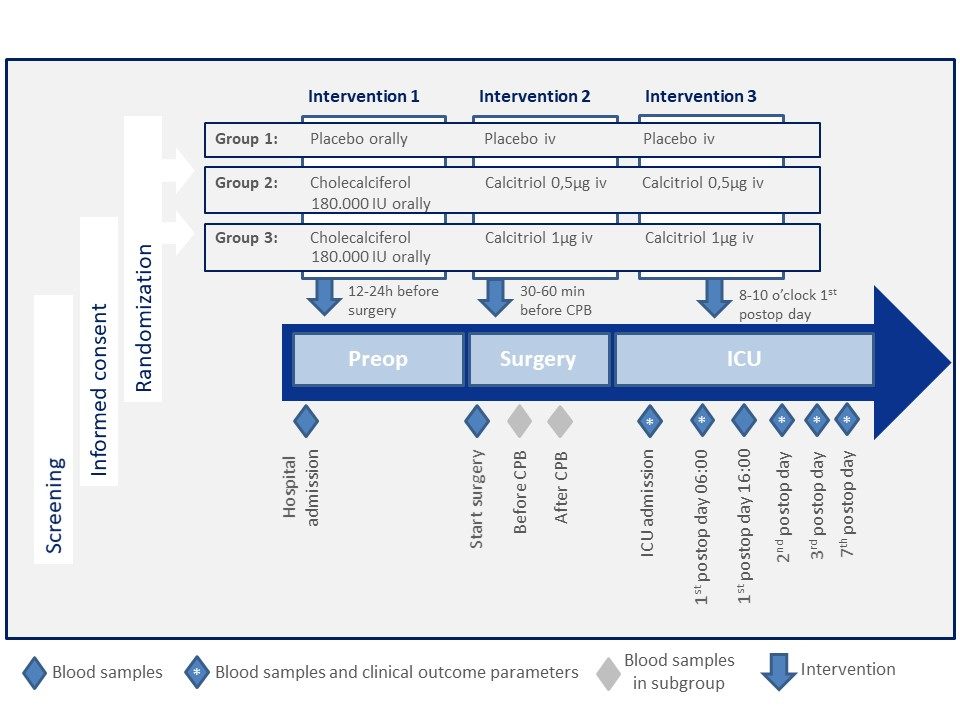 Intervention 1
Intervention 2
Intervention 3
Group 1:
Placebo orally
Placebo iv
Placebo iv
Group 2:
Cholecalciferol
180.000 IU orally
Calcitriol 0,5µg iv
Calcitriol 0,5µg iv
Group 3:
Cholecalciferol
180.000 IU orally
Calcitriol 1µg iv
Calcitriol 1µg iv
Screening
Informed consent
Randomization
12-24h before
surgery
30-60 min
before CPB
8-10 o’clock 1st
postop day
Preop
Surgery
ICU
Hospital
admission
Start surgery
Before CPB
After CPB
ICU admission
1st postop day 06:00
1st postop day 16:00
2nd postop day
3rd postop day
7th postop day
Blood samples
* Blood samples and clinical outcome parameters
Blood samples
in subgroup
Intervention